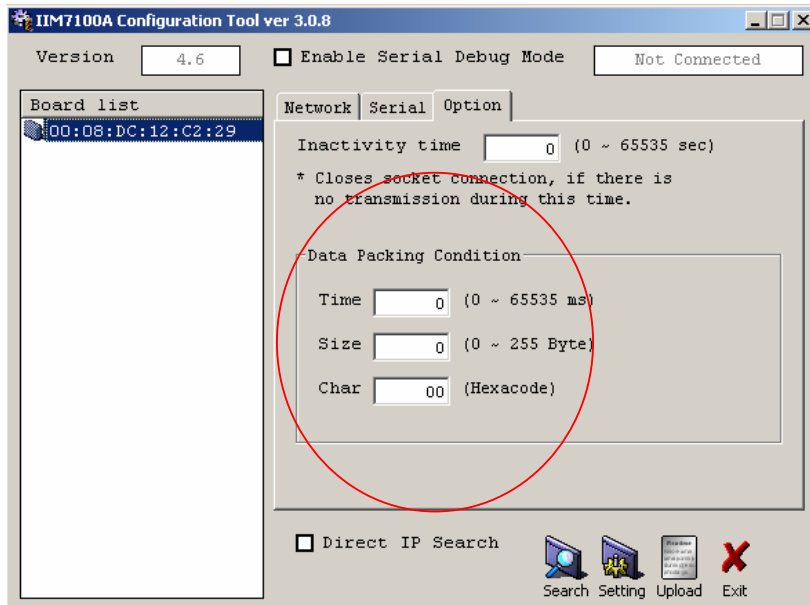 IIM7100A Configuration Tool ver 3.0.8
Version 4.6 Enable Serial Debug Mode Not Connected
Board list
00:08:DC:12:C2:29
Network Serial Option
Inactivity time 0 (0 ~ 65535 sec)
* Closes socket connection, if there is
no transmission during this time.
Data Packing Condition
Time 0 (0 ~ 65535 ms)
Size 0 (0 ~ 255 Byte)
Char 00 (Hexacode)
Direct IP Search
Search Setting Upload Exit